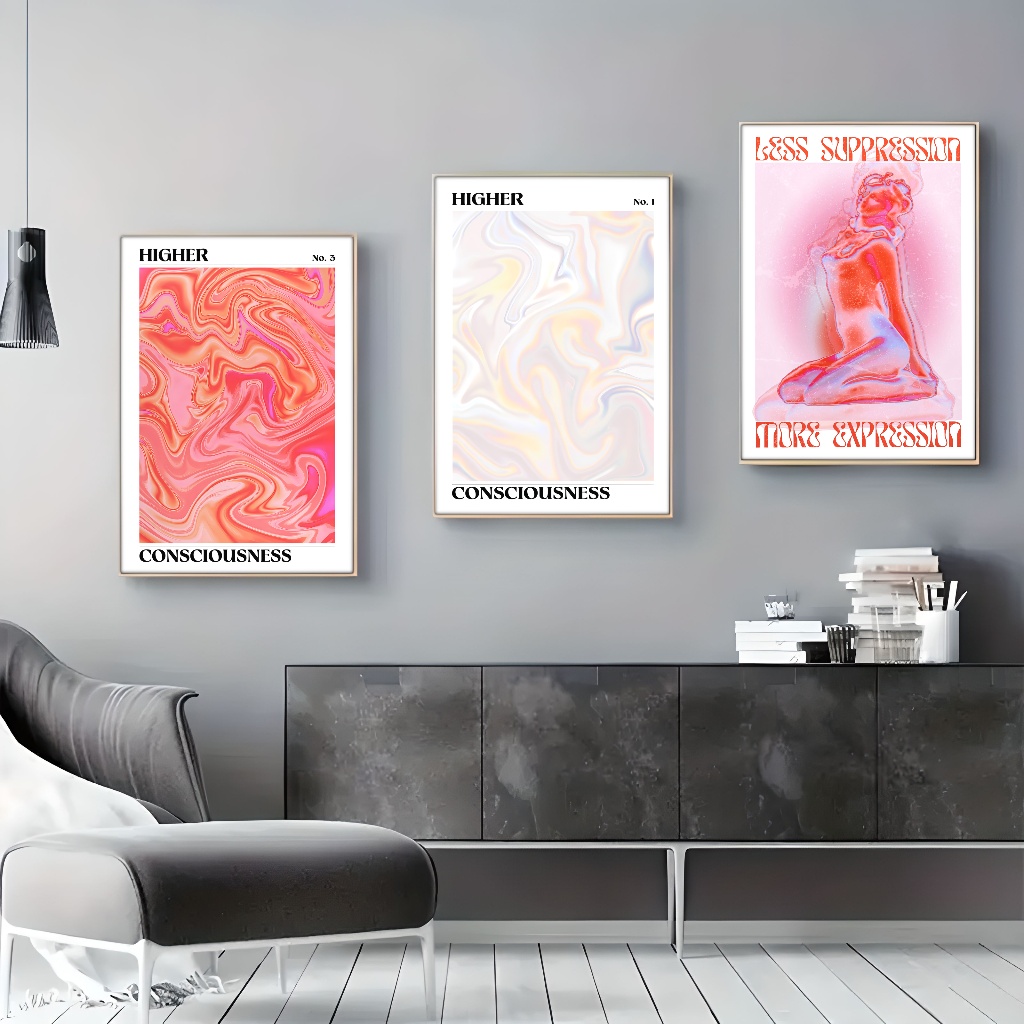 HIGHER
No. 3
CONSCIOUSNESS
HIGHER
No. 1
CONSCIOUSNESS
LESS SUPPRESSION
MORE EXPRESSION